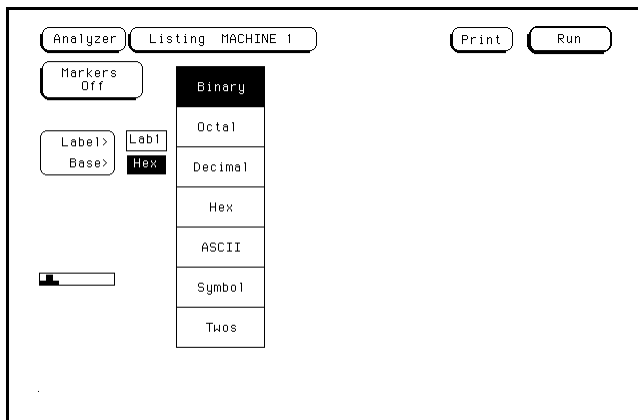 Analyzer Listing MACHINE 1 Print Run
Markers
Off
Binary
Octal
Label> Lab1
Base> Hex
Decimal
Hex
ASCII
Symbol
Twos